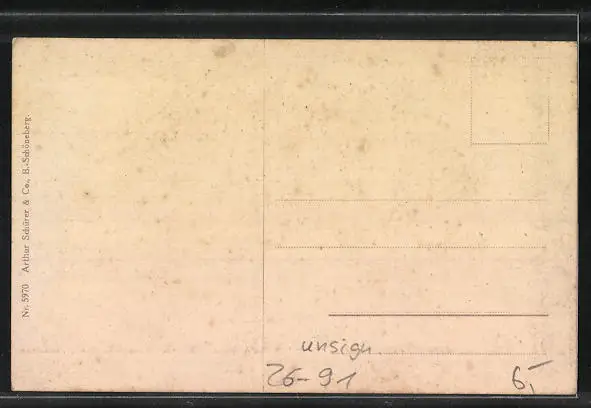 Nr. 5970 Arthur Schürer & Co., B.-Schöneberg.
unsign.
26-91
6,-